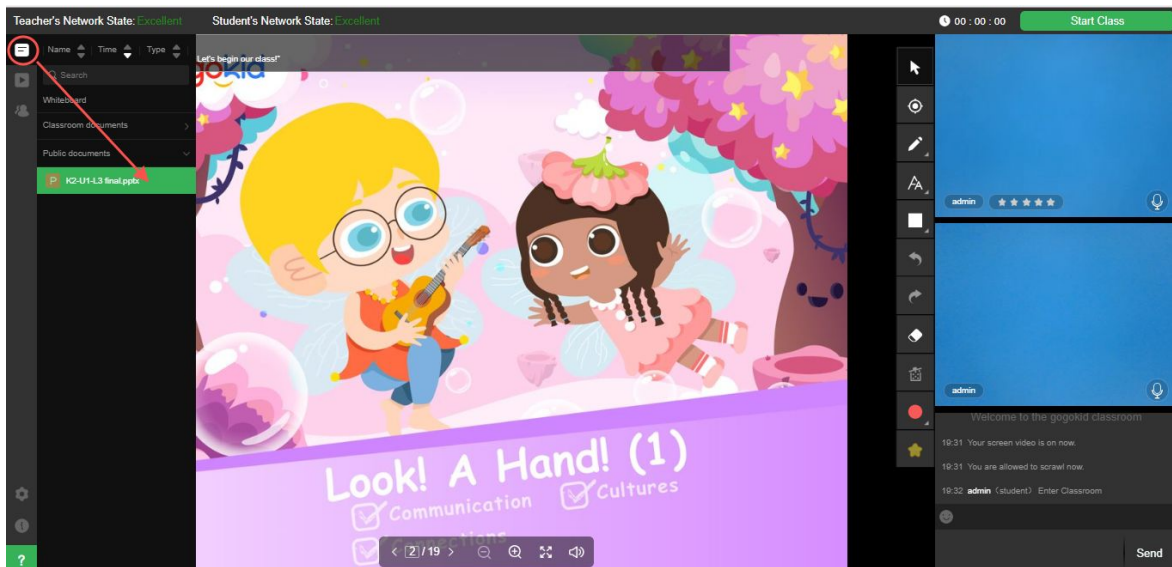 Teacher's Network State: Excellent
Student's Network State: Excellent
00 : 00 : 00
Start Class
Name
Time
Type
Search
Whiteboard
Classroom documents
Public documents
P K2-U1-L3 final.pptx
Let's begin our class!"
gogokid
Look! A Hand! (1)
Communication
Cultures
Connections
2 / 19
admin
admin
Welcome to the gogokid classroom
19:31 Your screen video is on now.
19:31 You are allowed to scrawl now.
19:32 admin (student) Enter Classroom
Send
?